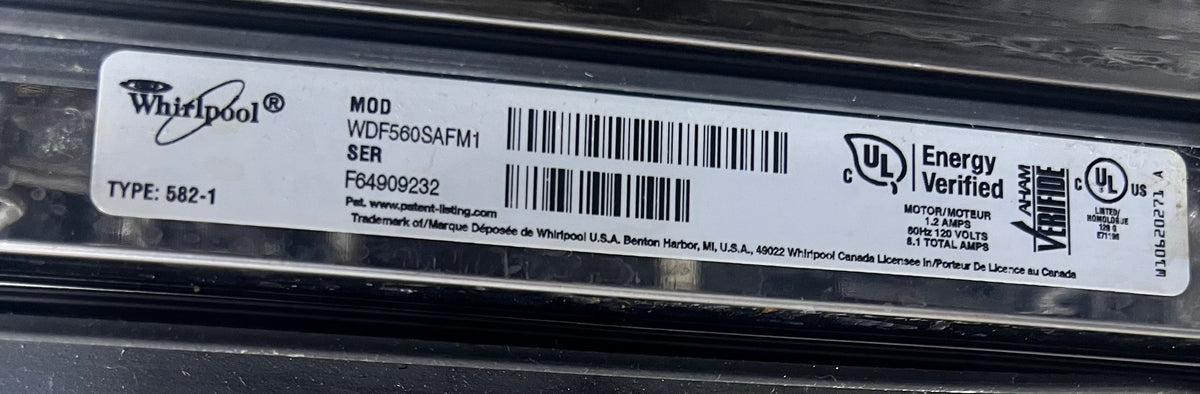 Whirlpool®
TYPE: 582-1
MOD
WDF560SAFM1
SER
F64909232
Pat. www.patent-listing.com
Trademark of/Marque Déposée de Whirlpool U.S.A. Benton Harbor, MI, U.S.A., 49022 Whirlpool Canada Licensee In/Porteur De Licence au Canada
C UL
Energy
Verified
MOTOR/MOTEUR
1.2 AMPS
60Hz 120 VOLTS
8.1 TOTAL AMPS
AHAM
VERIFIDE
C UL US
LISTED/
HOMOLOGUE
W10620271 A